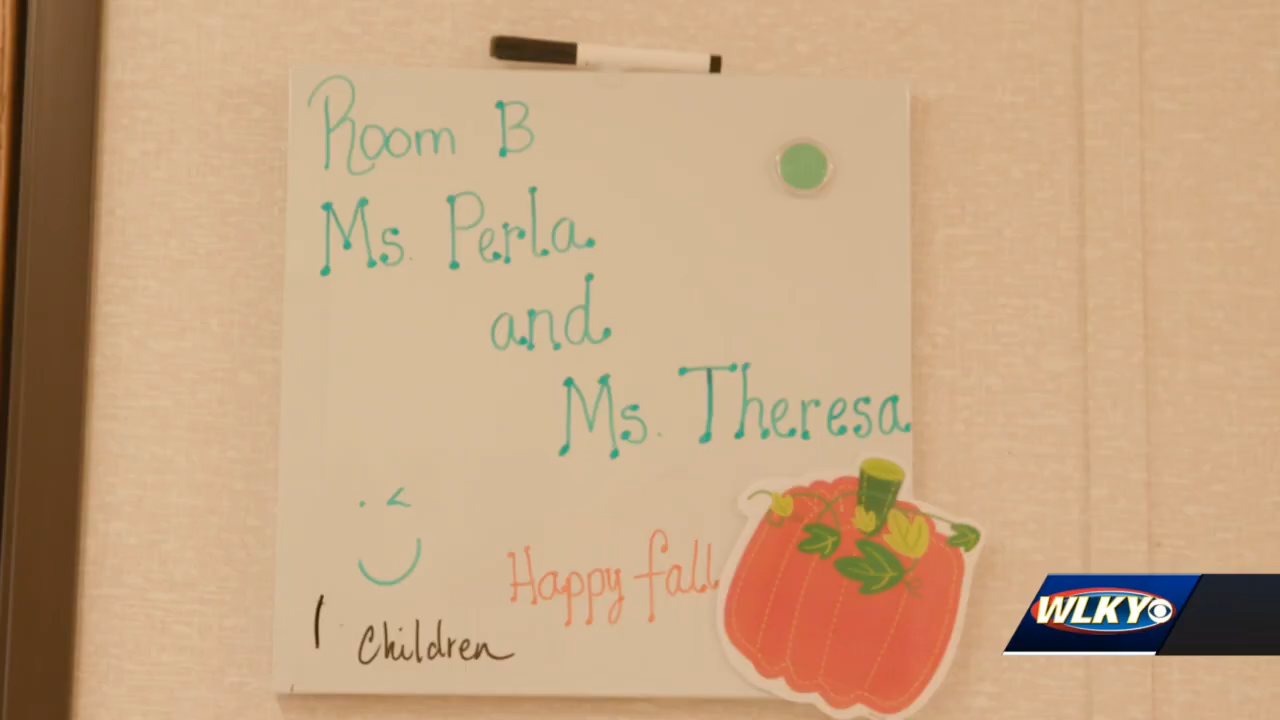 Room B
Ms. Perla
and
Ms. Theresa
Happy fall
1 Children
WLKY